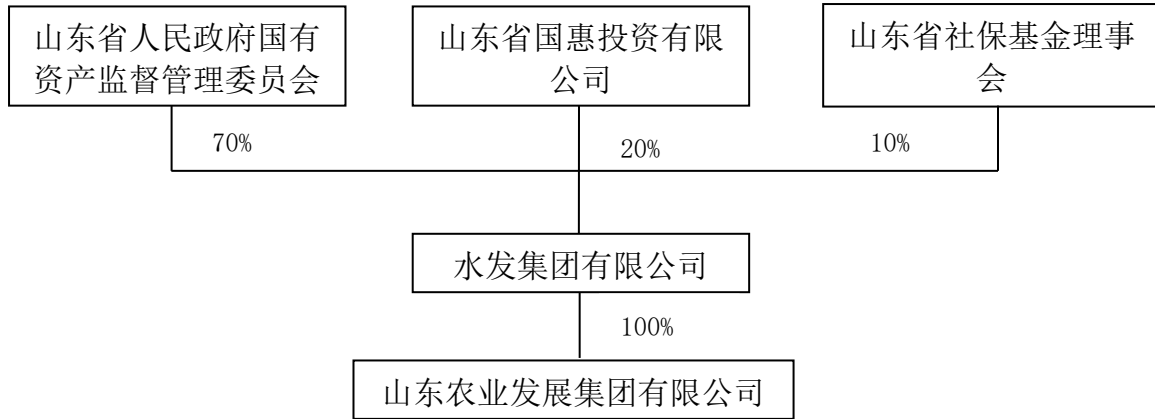 山东省人民政府国有
资产监督管理委员会
山东省国惠投资有限
公司
山东省社保基金理事
会
70%
20%
10%
水发集团有限公司
100%
山东农业发展集团有限公司